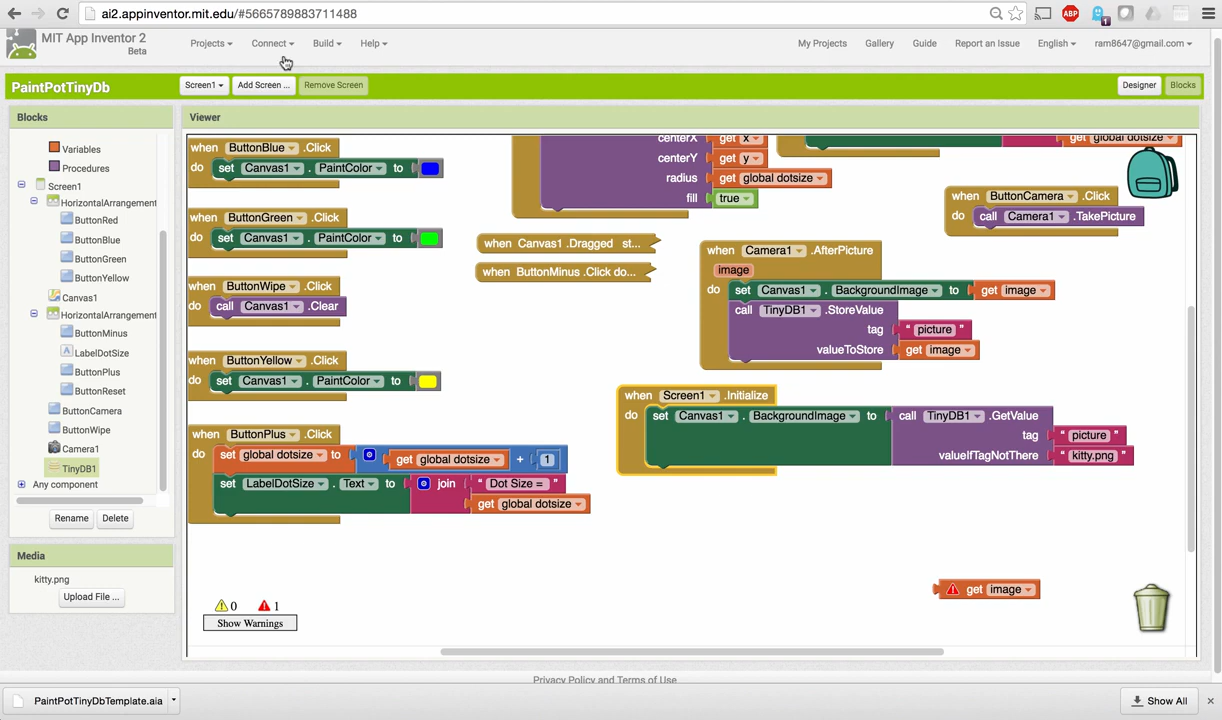 ai2.appinventor.mit.edu/#5665789883711488
ABP
1
MIT App Inventor 2
Beta
Projects
Connect
Build
Help
My Projects
Gallery
Guide
Report an Issue
English
ram8647@gmail.com
PaintPotTinyDb
Screen1
Add Screen ...
Remove Screen
Designer
Blocks
Blocks
Variables
Procedures
Screen1
HorizontalArrangement
ButtonRed
ButtonBlue
ButtonGreen
ButtonYellow
Canvas1
HorizontalArrangement
ButtonMinus
LabelDotSize
ButtonPlus
ButtonReset
ButtonCamera
ButtonWipe
Camera1
TinyDB1
Any component
Rename
Delete
Media
kitty.png
Upload File ...
Viewer
when ButtonBlue .Click
do set Canvas1 . PaintColor to
when ButtonGreen .Click
do set Canvas1 . PaintColor to
when ButtonWipe .Click
do call Canvas1 .Clear
when ButtonYellow .Click
do set Canvas1 . PaintColor to
when ButtonPlus .Click
do set global dotsize to get global dotsize + 1
set LabelDotSize . Text to join " Dot Size = "
get global dotsize
centerX get x
centerY get y
radius get global dotsize
fill true
when Canvas1 .Dragged st...
when ButtonMinus .Click do...
get global dotsize
when ButtonCamera .Click
do call Camera1 .TakePicture
when Camera1 .AfterPicture
image
do set Canvas1 . BackgroundImage to get image
call TinyDB1 .StoreValue
tag " picture "
valueToStore get image
when Screen1 .Initialize
do set Canvas1 . BackgroundImage to call TinyDB1 .GetValue
tag " picture "
valueIfTagNotThere " kitty.png "
get image
0 1
Show Warnings
Privacy Policy and Terms of Use
PaintPotTinyDbTemplate.aia
Show All